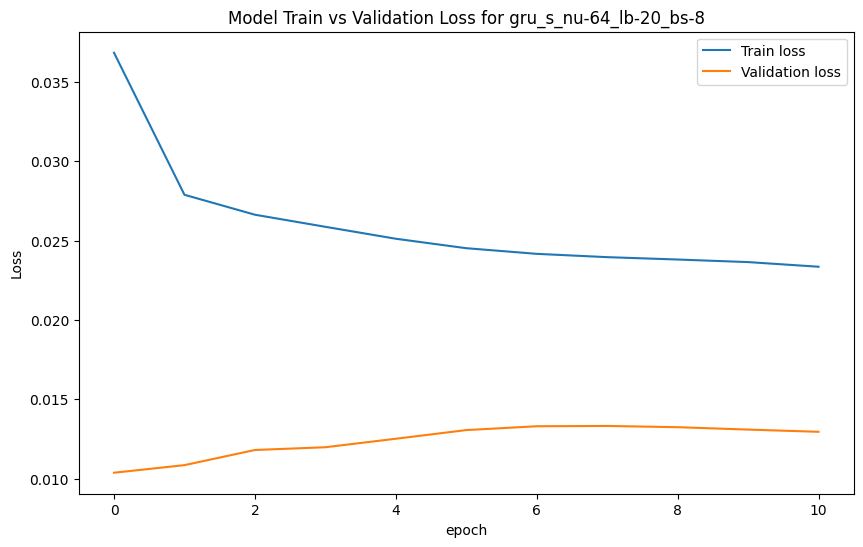 Model Train vs Validation Loss for gru_s_nu-64_lb-20_bs-8
Train loss
Validation loss
0.035
0.030
0.025
0.020
0.015
0.010
Loss
0 2 4 6 8 10
epoch